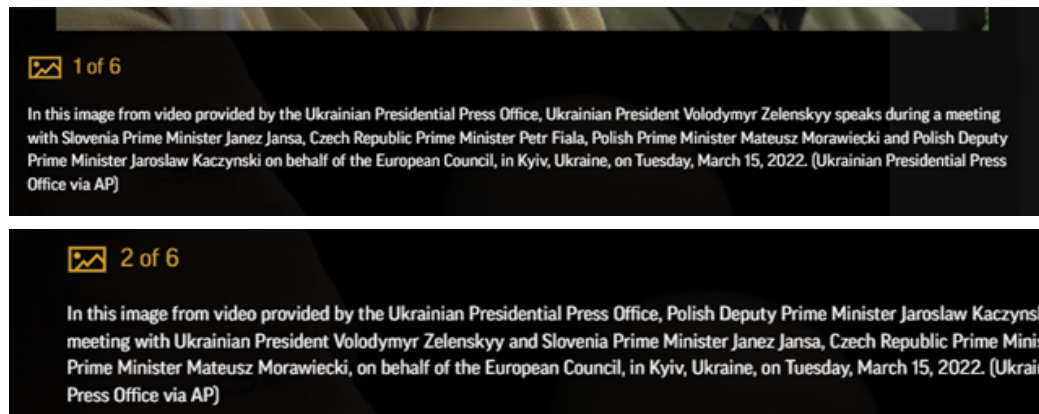 1 of 6
In this image from video provided by the Ukrainian Presidential Press Office, Ukrainian President Volodymyr Zelenskyy speaks during a meeting
with Slovenia Prime Minister Janez Jansa, Czech Republic Prime Minister Petr Fiala, Polish Prime Minister Mateusz Morawiecki and Polish Deputy
Prime Minister Jaroslaw Kaczynski on behalf of the European Council, in Kyiv, Ukraine, on Tuesday, March 15, 2022. (Ukrainian Presidential Press
Office via AP)
2 of 6
In this image from video provided by the Ukrainian Presidential Press Office, Polish Deputy Prime Minister Jaroslaw
meeting with Ukrainian President Volodymyr Zelenskyy and Slovenia Prime Minister Janez Jansa, Czech Republic Prime
Prime Minister Mateusz Morawiecki, on behalf of the European Council, in Kyiv, Ukraine, on Tuesday, March 15, 2022.
Press Office via AP)